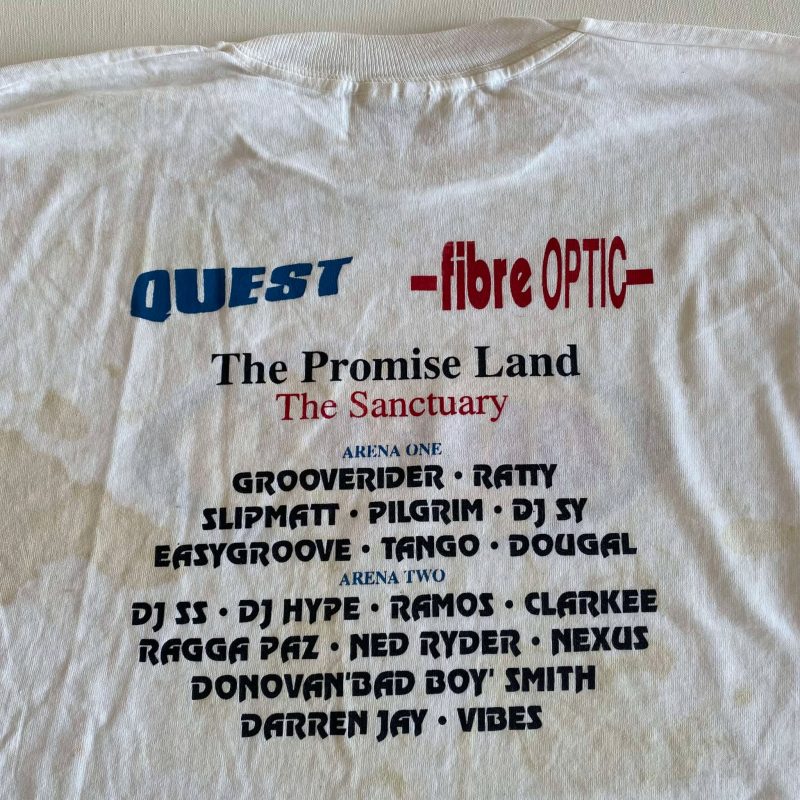 QUEST -fibre OPTIC-
The Promise Land
The Sanctuary
ARENA ONE
GROOVERIDER • RATTY
SLIPMATT • PILGRIM • DJ SY
EASYGROOVE • TANGO • DOUGAL
ARENA TWO
DJ SS • DJ HYPE • RAMOS • CLARKEE
RAGGA PAZ • NED RYDER • NEXUS
DONOVAN'BAD BOY' SMITH
DARREN JAY • VIBES